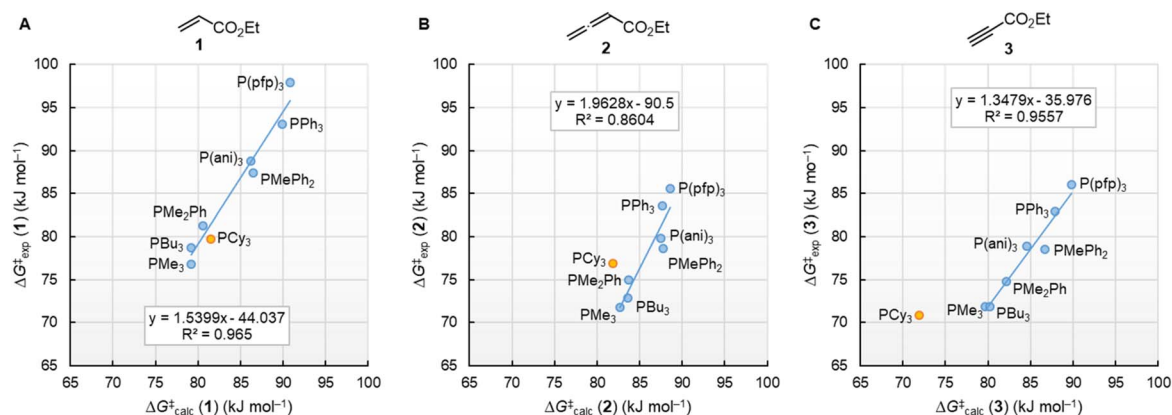 A
CO2Et
1
ΔG‡exp (1) (kJ mol–1)
100
95
90
85
80
75
70
65
P(pfp)3
PPh3
P(ani)3
PMePh2
PMe2Ph
PBu3
PCy3
PMe3
y = 1.5399x - 44.037
R² = 0.965
65 70 75 80 85 90 95 100
ΔG‡calc (1) (kJ mol–1)
B
CO2Et
2
ΔG‡exp (2) (kJ mol–1)
100
95
90
85
80
75
70
65
y = 1.9628x - 90.5
R² = 0.8604
P(pfp)3
PPh3
P(ani)3
PMePh2
PCy3
PMe2Ph
PMe3
PBu3
65 70 75 80 85 90 95 100
ΔG‡calc (2) (kJ mol–1)
C
CO2Et
3
ΔG‡exp (3) (kJ mo–1)
100
95
90
85
80
75
70
65
y = 1.3479x - 35.976
R² = 0.9557
P(pfp)3
PPh3
P(ani)3
PMePh2
PMe2Ph
PCy3
PMe3
PBu3
65 70 75 80 85 90 95 100
ΔG‡calc (3) (kJ mol–1)